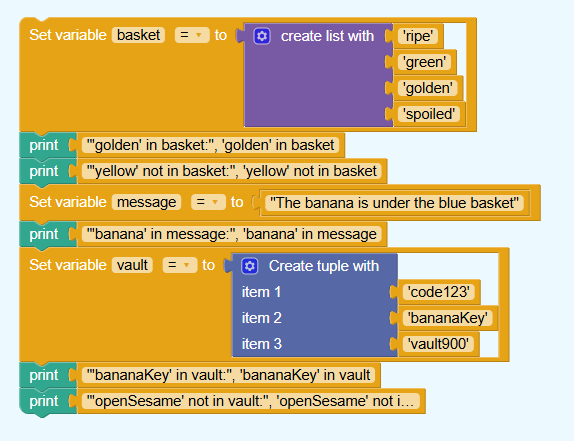 Set variable basket = to create list with 'ripe'
'green'
'golden'
'spoiled'
print "'golden' in basket:", 'golden' in basket
print "'yellow' not in basket:", 'yellow' not in basket
Set variable message = to "The banana is under the blue basket"
print "'banana' in message:", 'banana' in message
Set variable vault = to Create tuple with
item 1 'code123'
item 2 'bananaKey'
item 3 'vault900'
print "'bananaKey' in vault:", 'bananaKey' in vault
print "'openSesame' not in vault:", 'openSesame' not i...